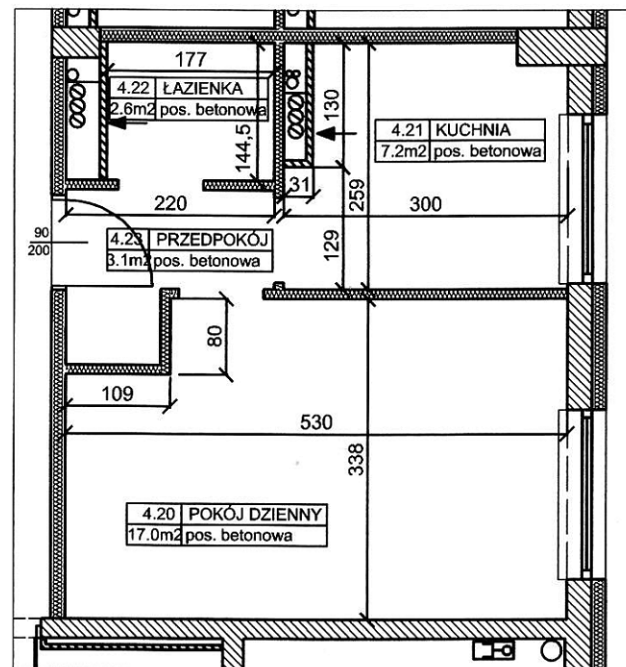 177
4.22 ŁAZIENKA
2.6m2 pos. betonowa
144,5
130
4.21 KUCHNIA
7.2m2 pos. betonowa
31
259
220
300
90
200
4.23 PRZEDPOKÓJ
3.1m2 pos. betonowa
129
80
109
530
338
4.20 POKÓJ DZIENNY
17.0m2 pos. betonowa